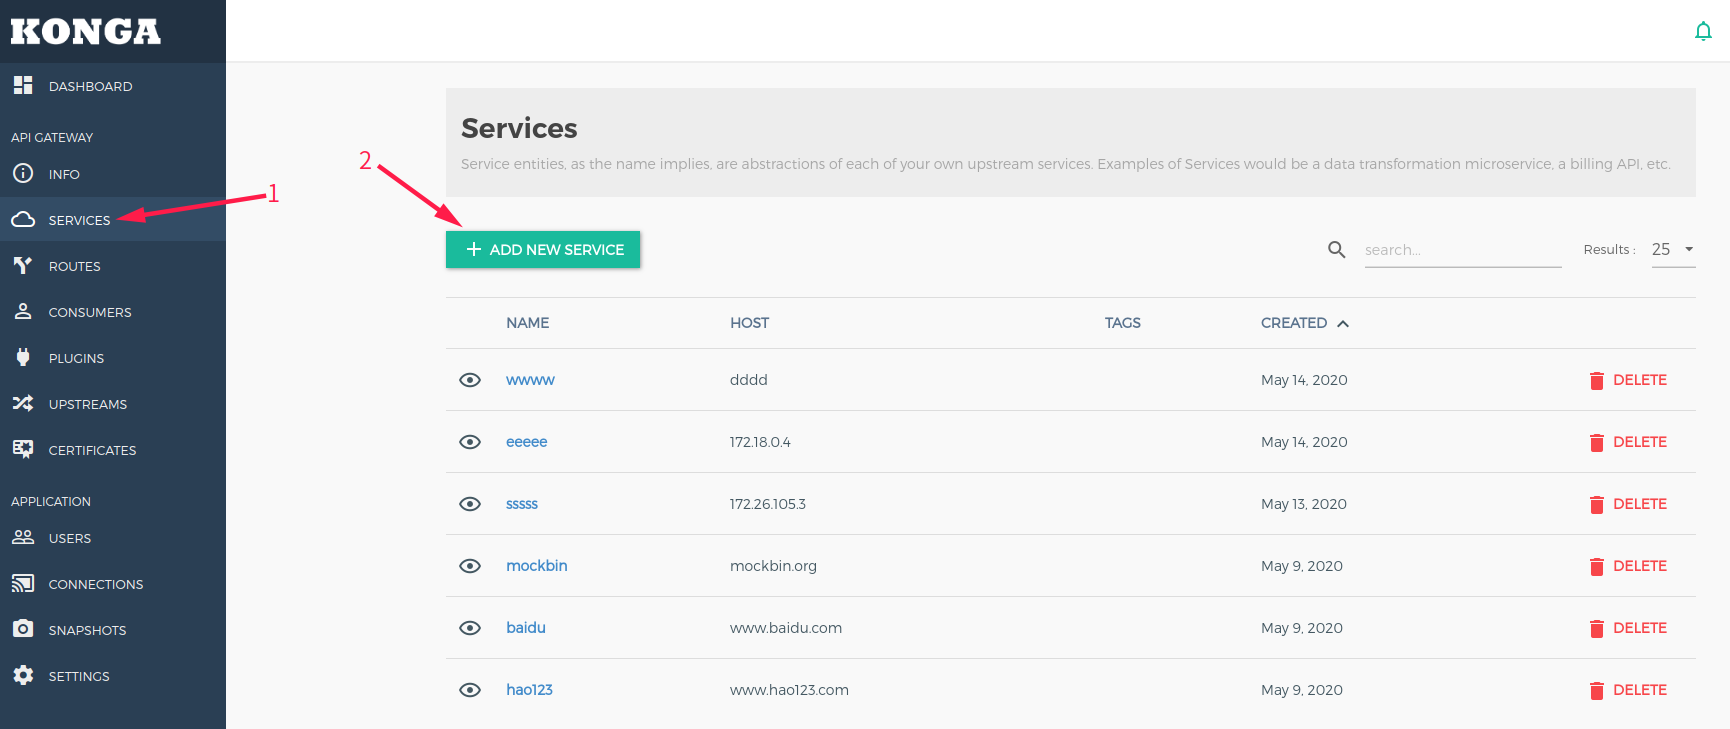 KONGA
DASHBOARD
API GATEWAY
INFO
SERVICES
ROUTES
CONSUMERS
PLUGINS
UPSTREAMS
CERTIFICATES
APPLICATION
USERS
CONNECTIONS
SNAPSHOTS
SETTINGS
1
2
Services
Service entities, as the name implies, are abstractions of each of your own upstream services. Examples of Services would be a data transformation microservice, a billing API, etc.
+ ADD NEW SERVICE
search...
Results : 25
NAME HOST TAGS CREATED
wwww dddd May 14, 2020 DELETE
eeeee 172.18.0.4 May 14, 2020 DELETE
sssss 172.26.105.3 May 13, 2020 DELETE
mockbin mockbin.org May 9, 2020 DELETE
baidu www.baidu.com May 9, 2020 DELETE
hao123 www.hao123.com May 9, 2020 DELETE